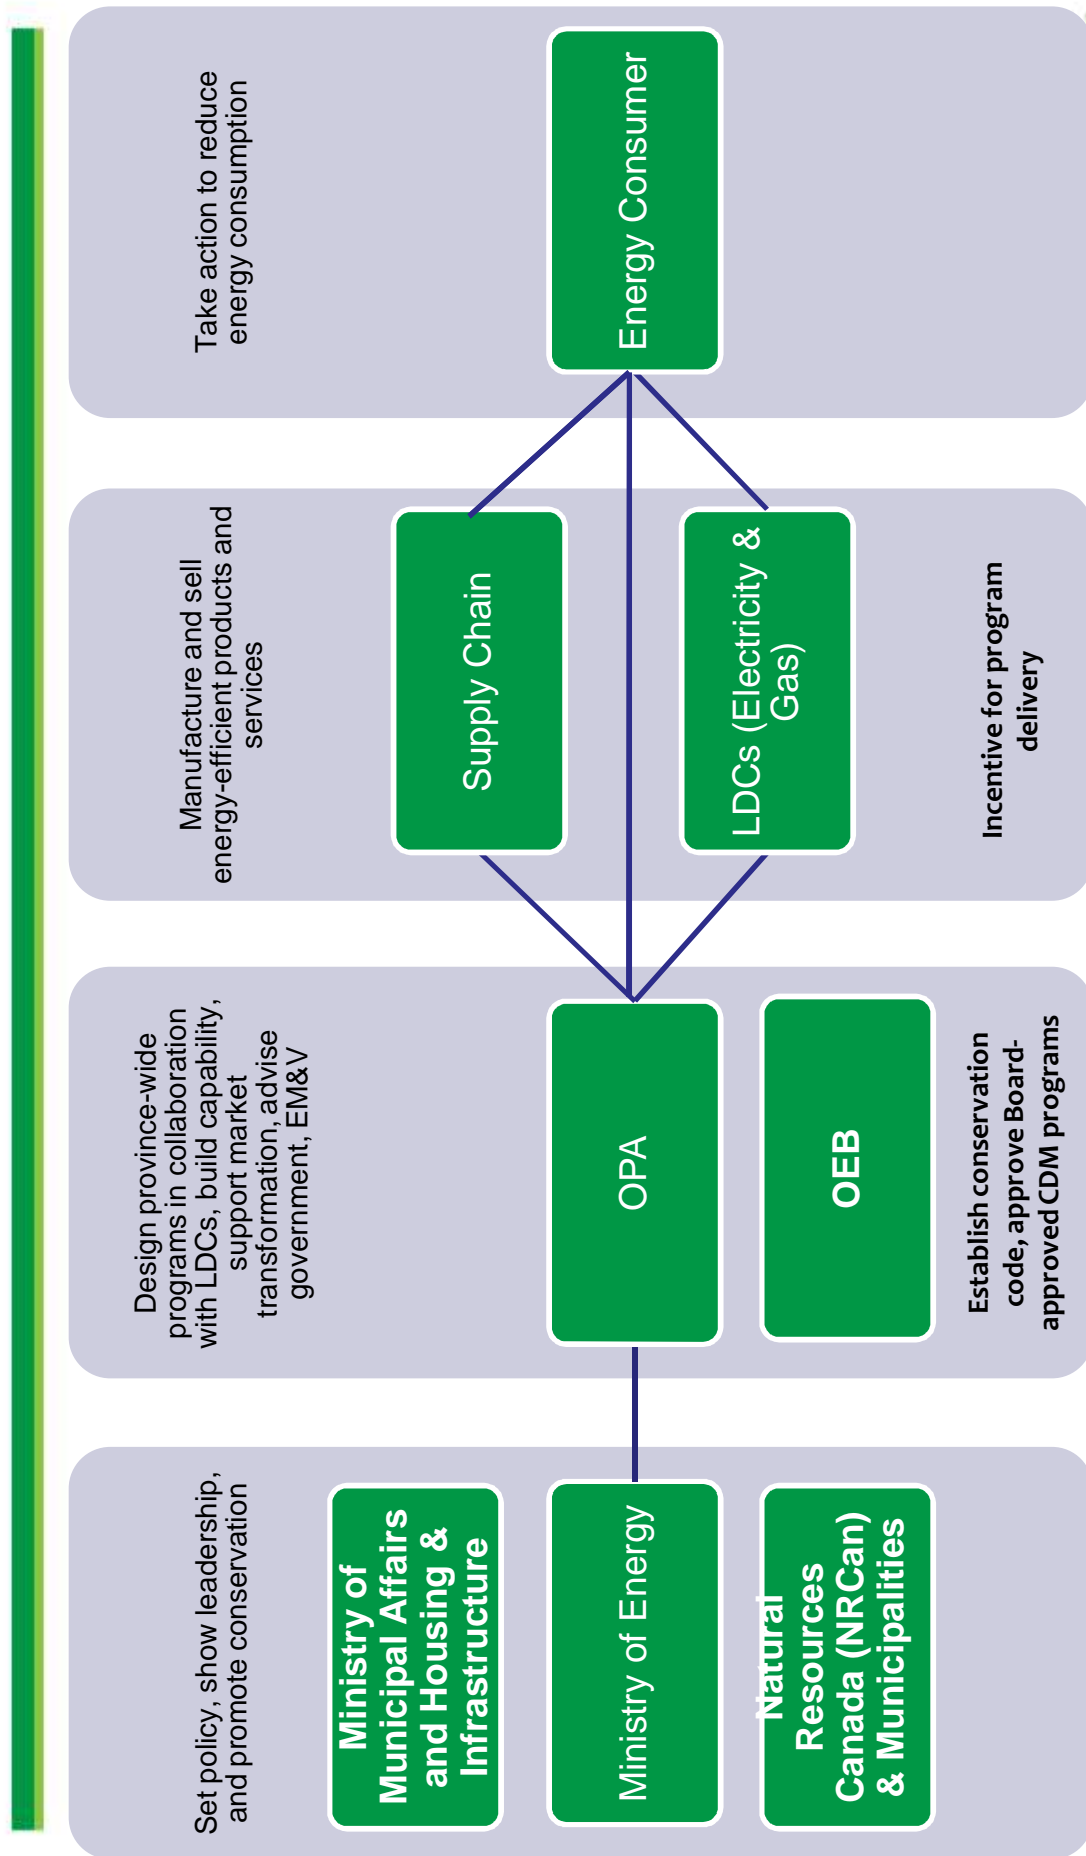 Set policy, show leadership,
and promote conservation
Ministry of
Municipal Affairs
and Housing &
Infrastructure
Ministry of Energy
Natural
Resources
Canada (NRCan)
& Municipalities
Design province-wide
programs in collaboration
with LDCs, build capability,
support market
transformation, advise
government, EM&V
OPA
OEB
Establish conservation
code, approve Board-
approved CDM programs
Manufacture and sell
energy-efficient products and
services
Supply Chain
LDCs (Electricity &
Gas)
Incentive for program
delivery
Take action to reduce
energy consumption
Energy Consumer